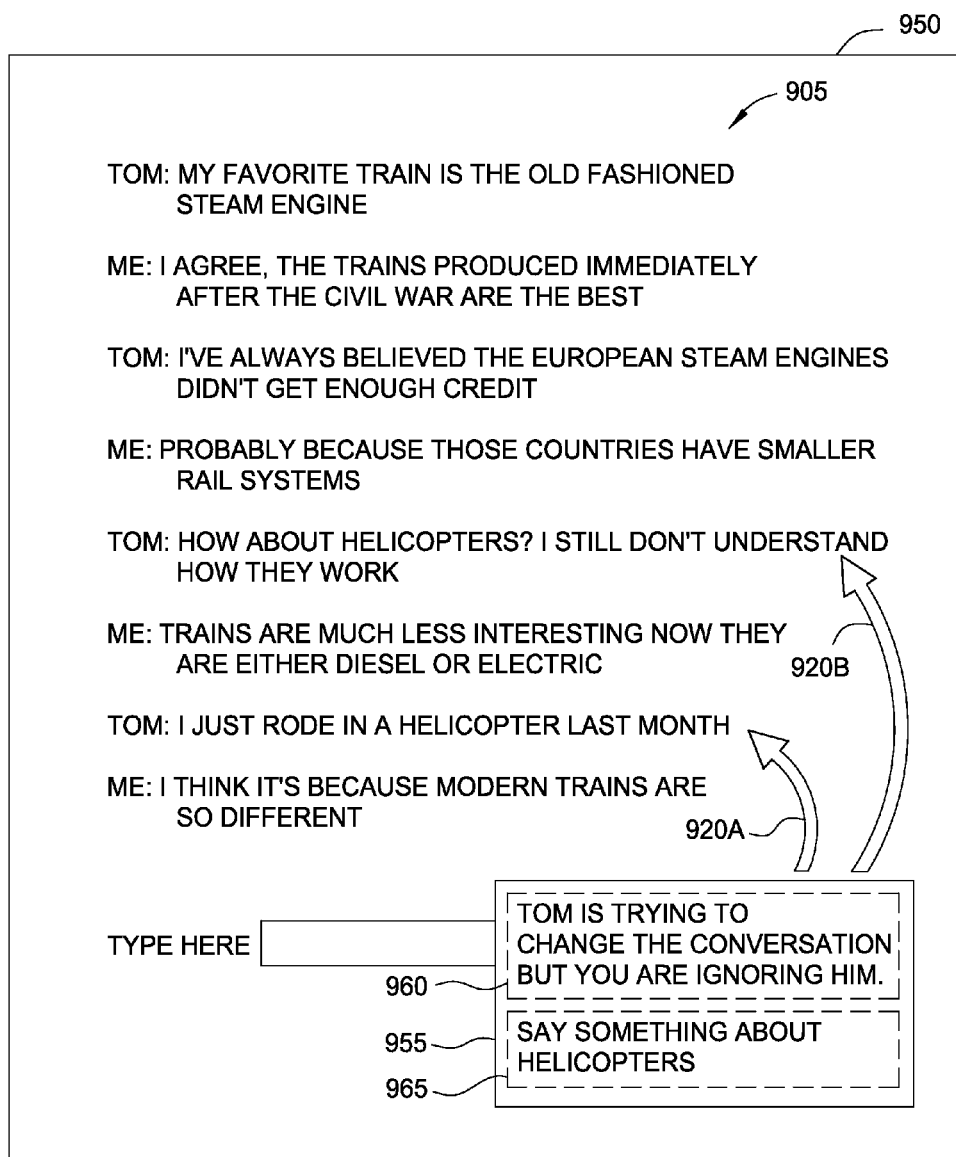 950
905
TOM: MY FAVORITE TRAIN IS THE OLD FASHIONED
STEAM ENGINE
ME: I AGREE, THE TRAINS PRODUCED IMMEDIATELY
AFTER THE CIVIL WAR ARE THE BEST
TOM: I'VE ALWAYS BELIEVED THE EUROPEAN STEAM ENGINES
DIDN'T GET ENOUGH CREDIT
ME: PROBABLY BECAUSE THOSE COUNTRIES HAVE SMALLER
RAIL SYSTEMS
TOM: HOW ABOUT HELICOPTERS? I STILL DON'T UNDERSTAND
HOW THEY WORK
ME: TRAINS ARE MUCH LESS INTERESTING NOW THEY
ARE EITHER DIESEL OR ELECTRIC
920B
TOM: I JUST RODE IN A HELICOPTER LAST MONTH
ME: I THINK IT'S BECAUSE MODERN TRAINS ARE
SO DIFFERENT
920A
TYPE HERE
TOM IS TRYING TO
CHANGE THE CONVERSATION
BUT YOU ARE IGNORING HIM.
960
955
SAY SOMETHING ABOUT
HELICOPTERS
965